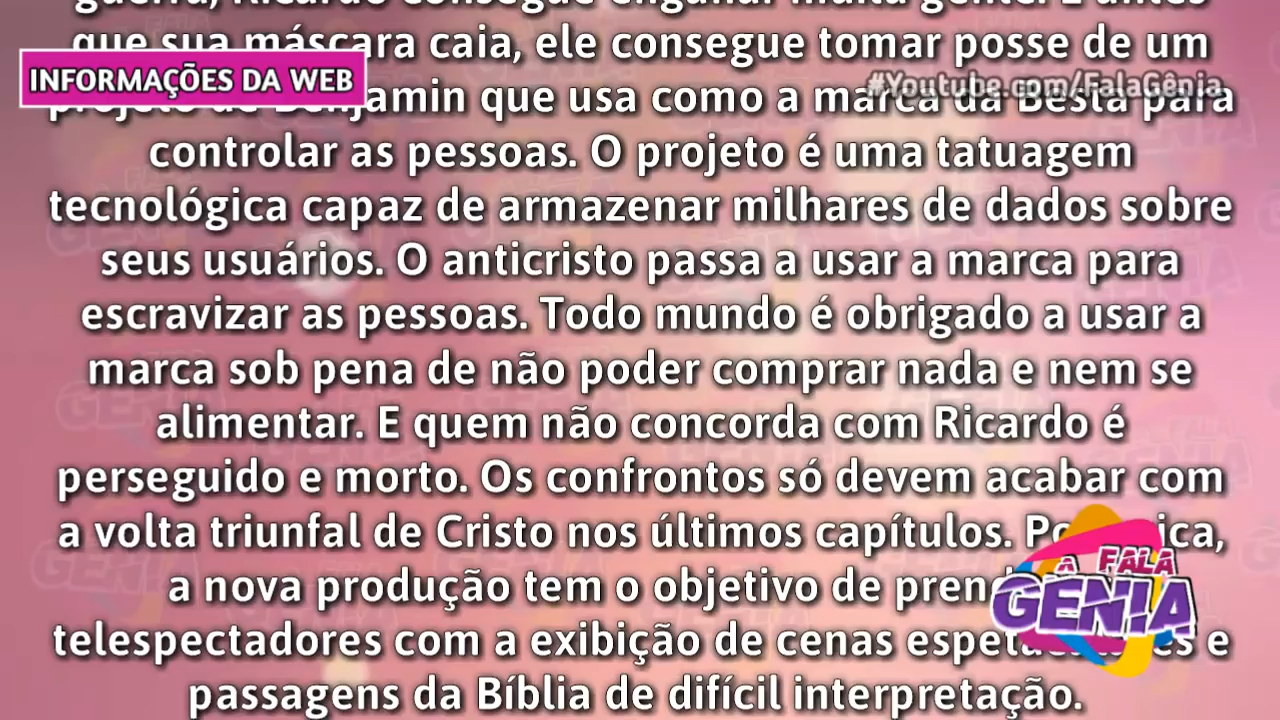 guerra, Ricardo consegue enganar muita gente. E antes
que sua máscara caia, ele consegue tomar posse de um
INFORMAÇÕES DA WEB
#Youtube.com/FalaGênia
projeto de Benjamin que usa como a marca da Besta para
controlar as pessoas. O projeto é uma tatuagem
tecnológica capaz de armazenar milhares de dados sobre
seus usuários. O anticristo passa a usar a marca para
escravizar as pessoas. Todo mundo é obrigado a usar a
marca sob pena de não poder comprar nada e nem se
alimentar. E quem não concorda com Ricardo é
perseguido e morto. Os confrontos só devem acabar com
a volta triunfal de Cristo nos últimos capítulos.
a nova produção tem o objetivo de
telespectadores com a exibição de cenas e
passagens da Bíblia de difícil interpretação.
FALA
GÊNIA